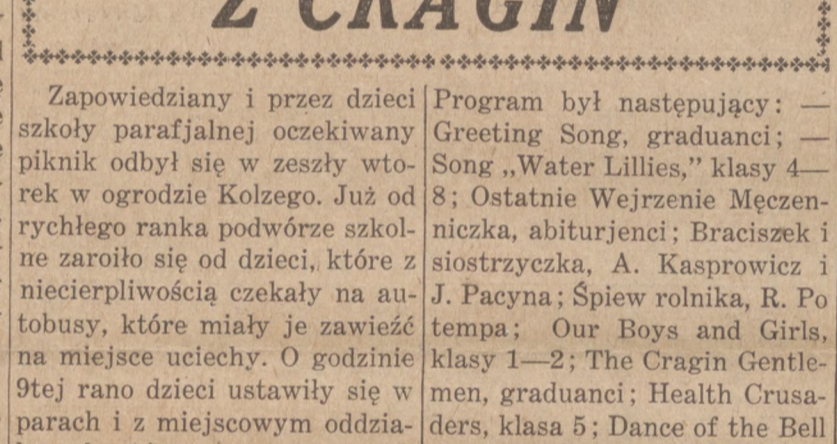 Z CRAGIN
Zapowiedziany i przez dzieci
szkoły parafjalnej oczekiwany
piknik odbył się w zeszły wto-
rek w ogrodzie Kolzego. Już od
rychłego ranka podwórze szkol-
ne zaroiło się od dzieci, które z
niecierpliwością czekały na au-
tobusy, które miały je zawieźć
na miejsce uciechy. O godzinie
9tej rano dzieci ustawiły się w
parach i z miejscowym oddzia-
Program był następujący: —
Greeting Song, graduanci; —
Song „Water Lillies,” klasy 4—
8; Ostatnie Wejrzenie Męczen-
niczka, abiturjenci; Braciszek i
siostrzyczka, A. Kasprowicz i
J. Pacyna; Śpiew rolnika, R. Po
tempa; Our Boys and Girls,
klasy 1—2; The Cragin Gentle-
men, graduanci; Health Crusa-
ders, klasa 5; Dance of the Bell